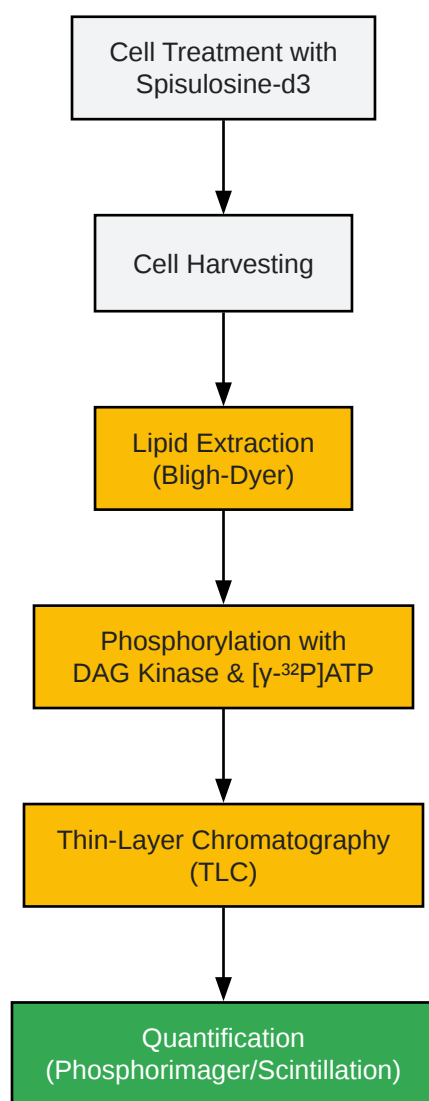 Cell Treatment with
Spisulosine-d3
Cell Harvesting
Lipid Extraction
(Bligh-Dyer)
Phosphorylation with
DAG Kinase & [γ-³²P]ATP
Thin-Layer Chromatography
(TLC)
Quantification
(Phosphorimager/Scintillation)